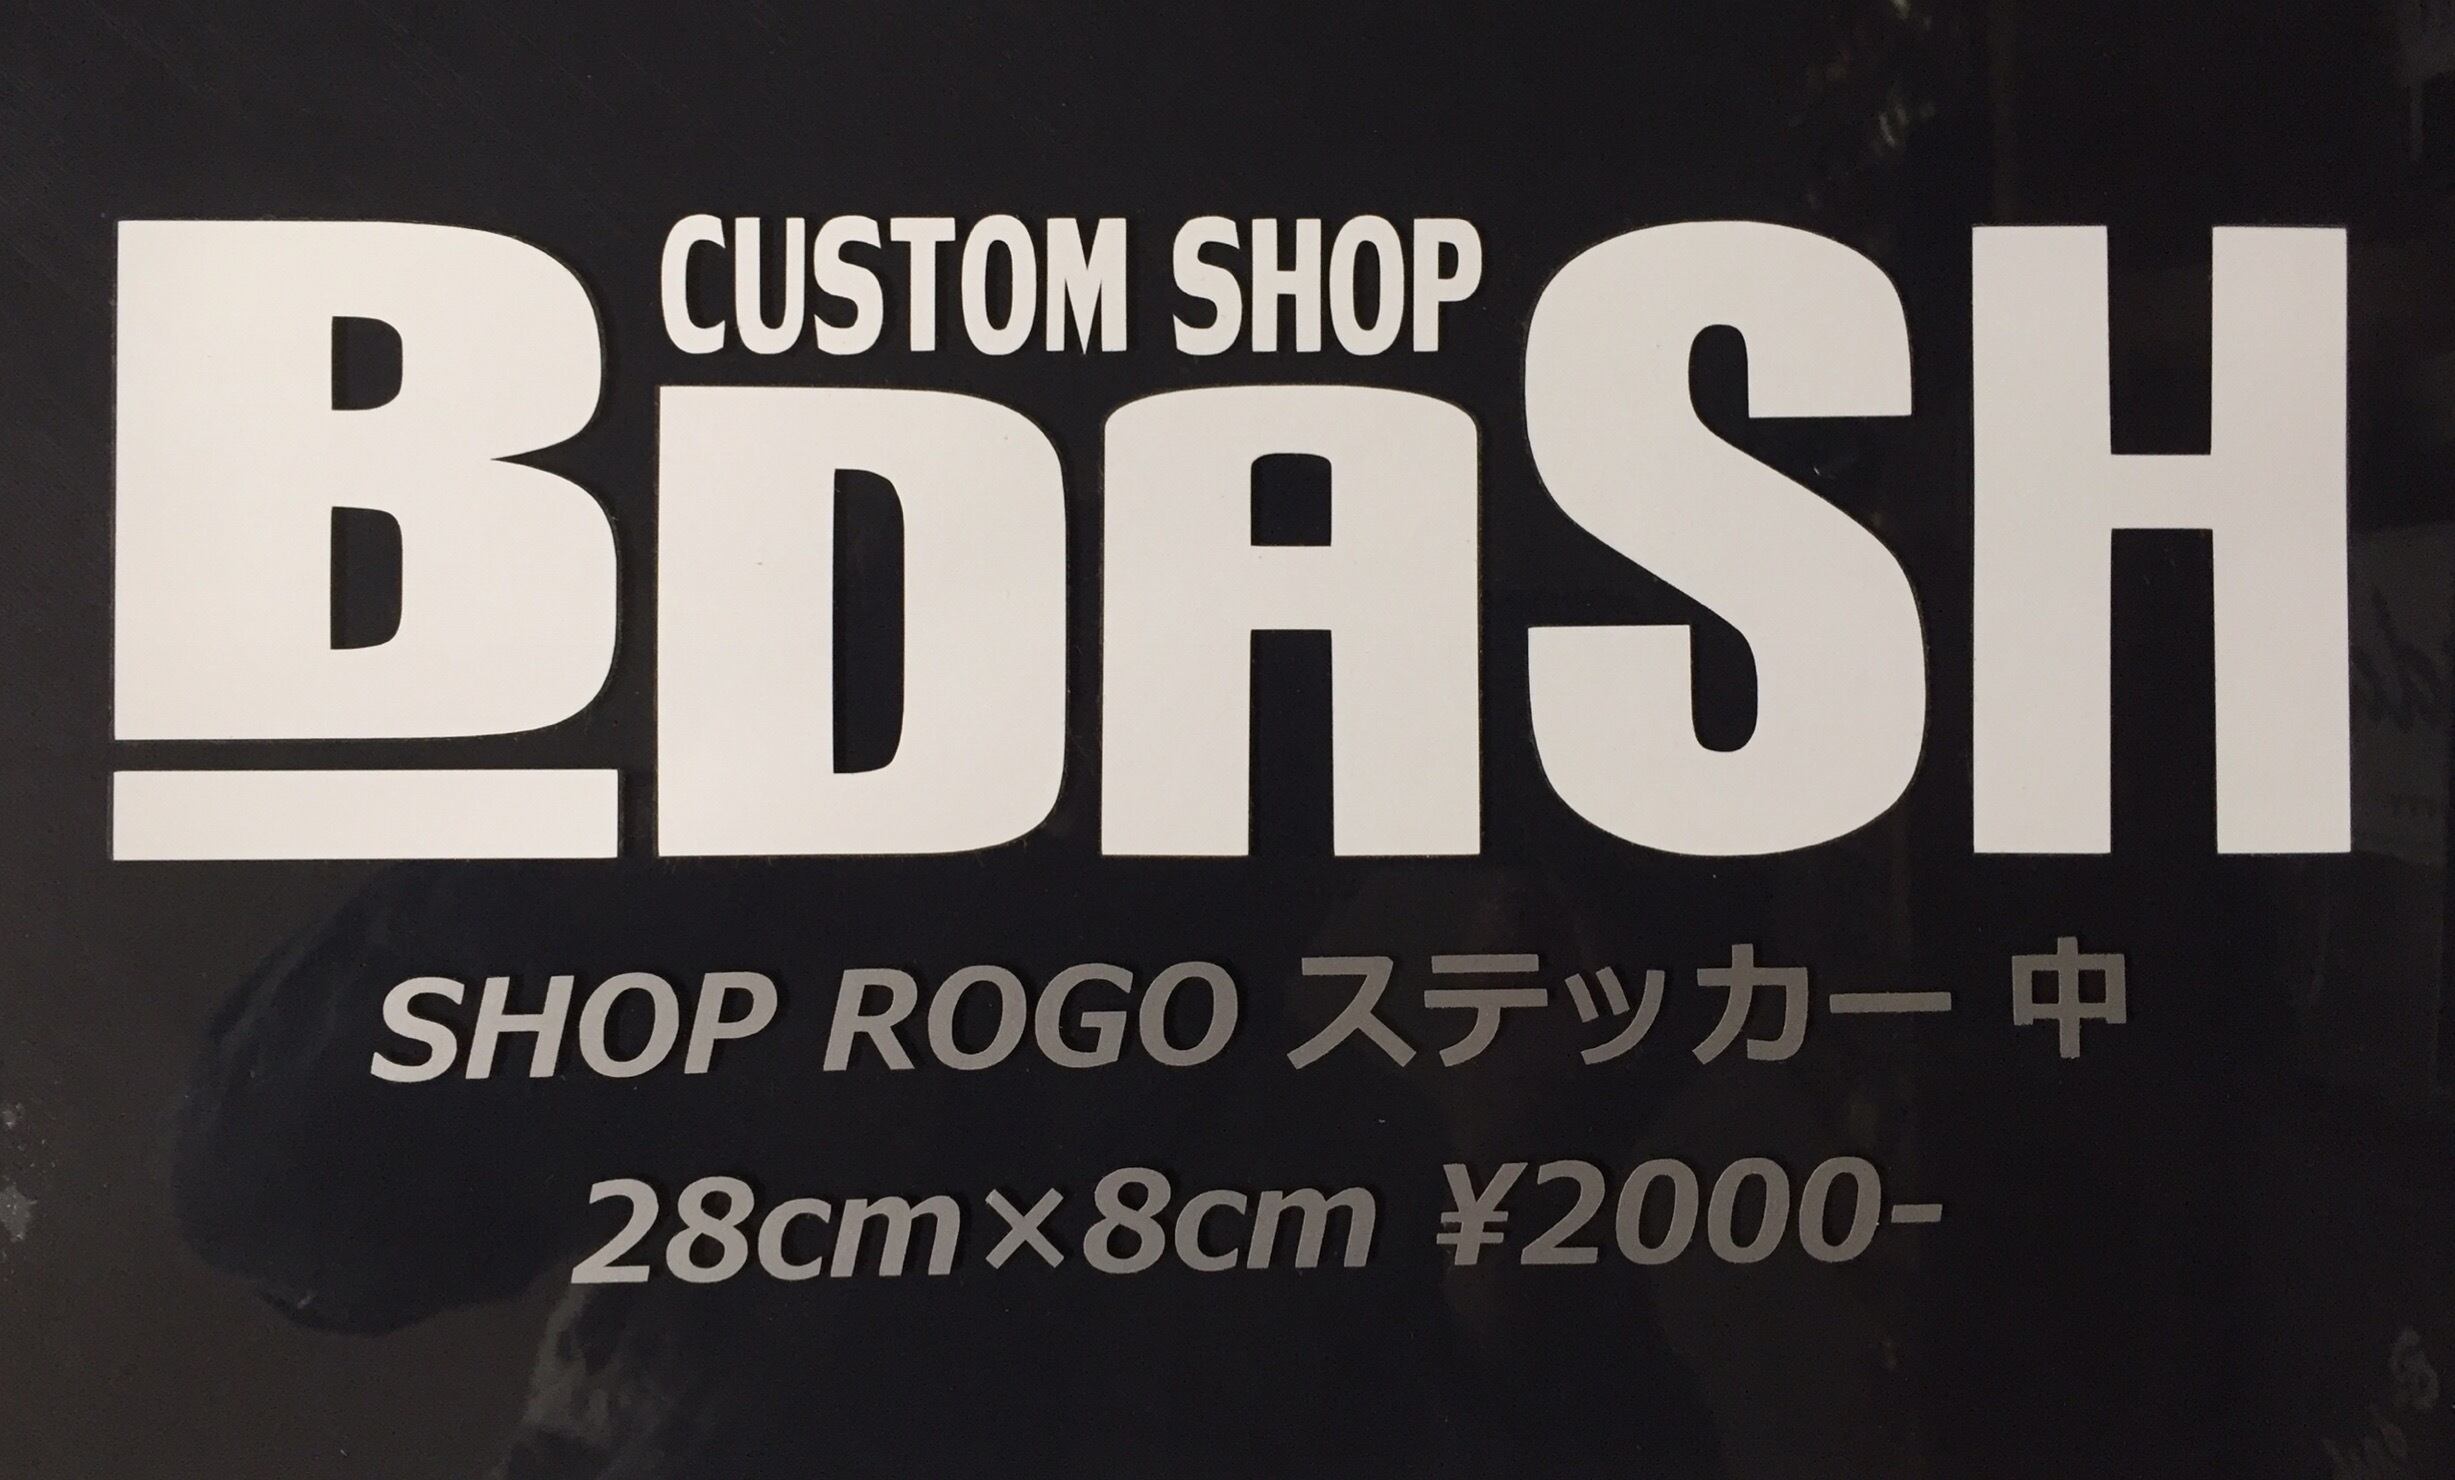 CUSTOM SHOP
BDASH
SHOP ROGO ステッカー 中
28cm×8cm ¥2000-